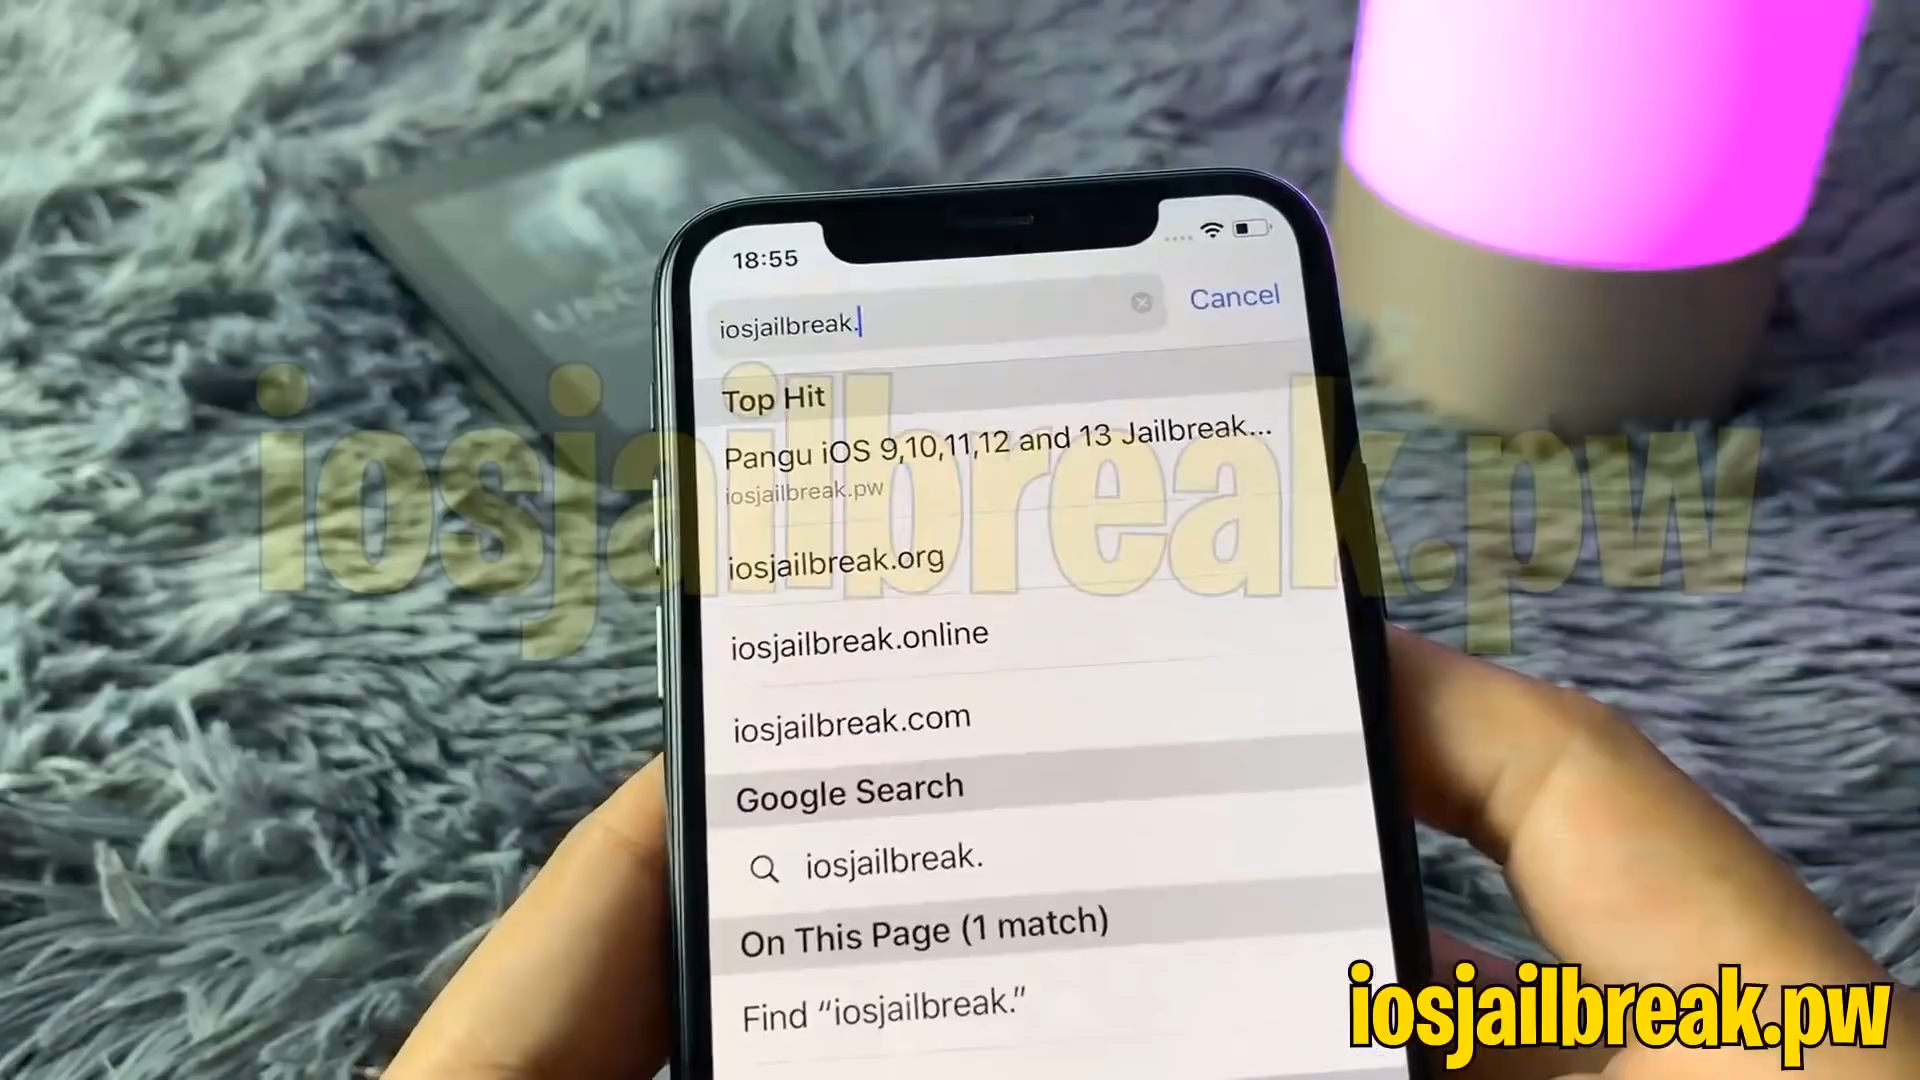 18:55
iosjailbreak.
Cancel
Top Hit
Pangu iOS 9,10,11,12 and 13 Jailbreak...
iosjailbreak.pw
iosjailbreak.pw
iosjailbreak.org
iosjailbreak.online
iosjailbreak.com
Google Search
iosjailbreak.
On This Page (1 match)
Find “iosjailbreak.”
iosjailbreak.pw